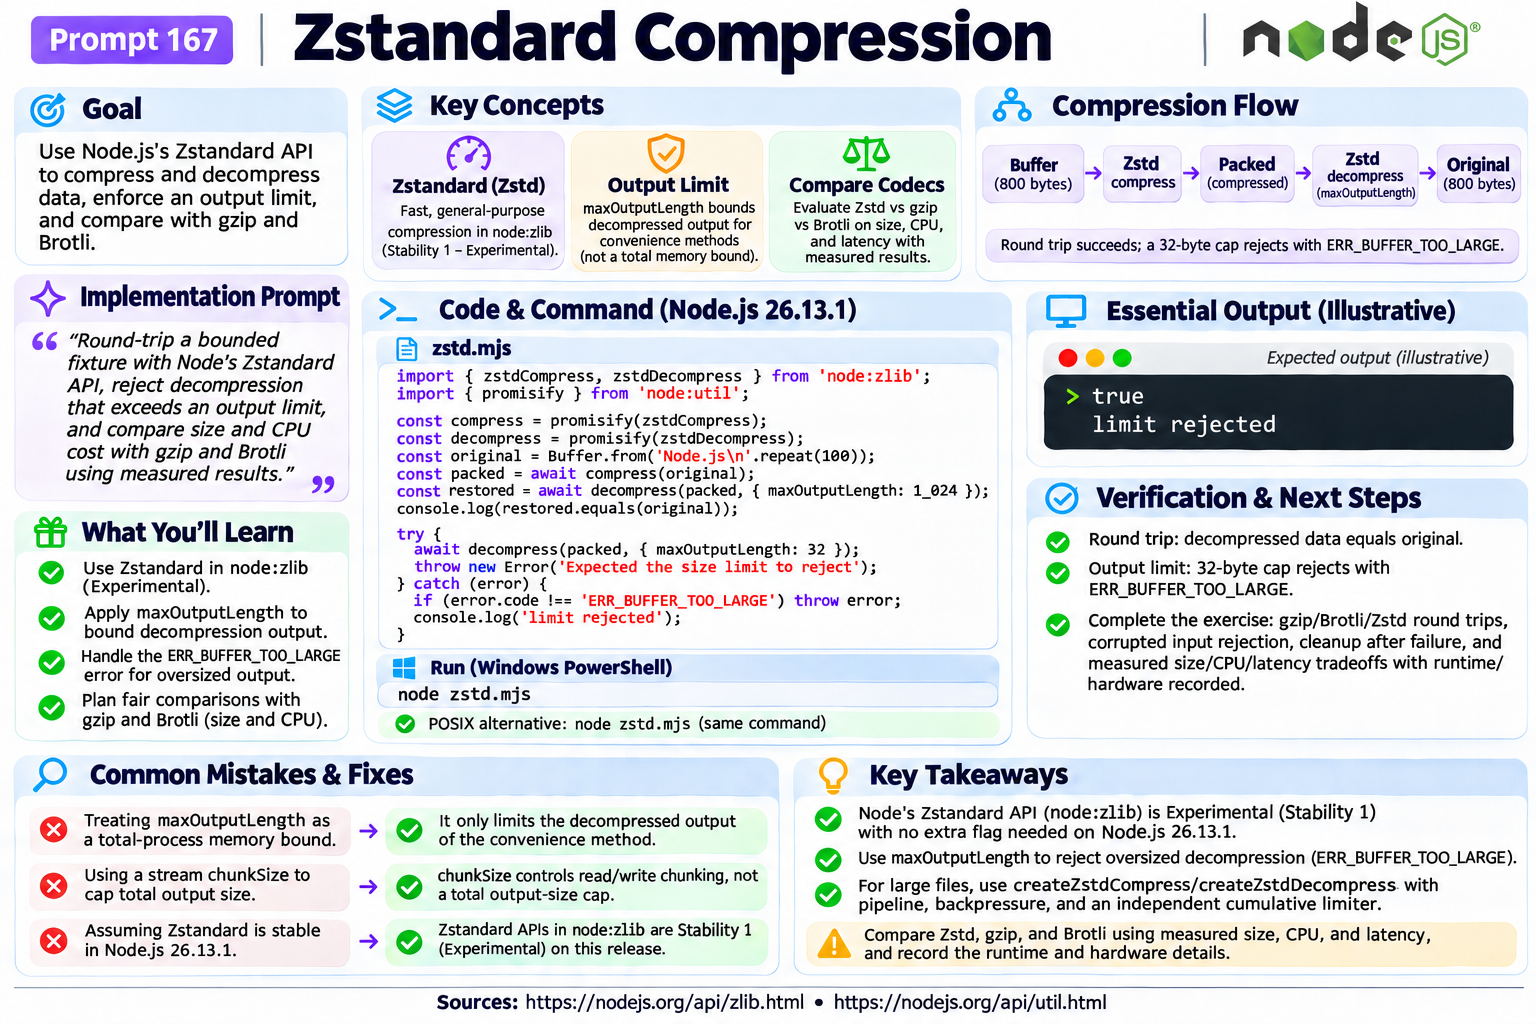 Prompt 167
Zstandard Compression
node
JS
®
Goal
Use Node.js's Zstandard API
to compress and decompress
data, enforce an output limit,
and compare with gzip and
Brotli.
Implementation Prompt
“
“Round-trip a bounded
fixture with Node’s Zstandard
API, reject decompression
that exceeds an output limit,
and compare size and CPU
cost with gzip and Brotli
using measured results.”
”
What You’ll Learn
Use Zstandard in node:zlib
(Experimental).
Apply maxOutputLength to
bound decompression output.
Handle the ERR_BUFFER_TOO_LARGE
error for oversized output.
Plan fair comparisons with
gzip and Brotli (size and CPU).
Key Concepts
Zstandard (Zstd)
Fast, general-purpose
compression in node:zlib
(Stability 1 – Experimental).
Output Limit
maxOutputLength bounds
decompressed output for
convenience methods
(not a total memory bound).
Compare Codecs
Evaluate Zstd vs gzip
vs Brotli on size, CPU,
and latency with
measured results.
Compression Flow
Buffer
(800 bytes)
Zstd
compress
Packed
(compressed)
Zstd
decompress
(maxOutputLength)
Original
(800 bytes)
Round trip succeeds; a 32-byte cap rejects with ERR_BUFFER_TOO_LARGE.
Code & Command (Node.js 26.13.1)
zstd.mjs
import { zstdCompress, zstdDecompress } from 'node:zlib';
import { promisify } from 'node:util';
const compress = promisify(zstdCompress);
const decompress = promisify(zstdDecompress);
const original = Buffer.from('Node.js\n'.repeat(100));
const packed = await compress(original);
const restored = await decompress(packed, { maxOutputLength: 1_024 });
console.log(restored.equals(original));
try {
await decompress(packed, { maxOutputLength: 32 });
throw new Error('Expected the size limit to reject');
} catch (error) {
if (error.code !== 'ERR_BUFFER_TOO_LARGE') throw error;
console.log('limit rejected');
}
Run (Windows PowerShell)
node zstd.mjs
POSIX alternative: node zstd.mjs (same command)
Essential Output (Illustrative)
Expected output (illustrative)
> true
limit rejected
Verification & Next Steps
Round trip: decompressed data equals original.
Output limit: 32-byte cap rejects with
ERR_BUFFER_TOO_LARGE.
Complete the exercise: gzip/Brotli/Zstd round trips,
corrupted input rejection, cleanup after failure, and
measured size/CPU/latency tradeoffs with runtime/
hardware recorded.
Common Mistakes & Fixes
Treating maxOutputLength as
a total-process memory bound.
It only limits the decompressed output
of the convenience method.
Using a stream chunkSize to
cap total output size.
chunkSize controls read/write chunking, not
a total output-size cap.
Assuming Zstandard is stable
in Node.js 26.13.1.
Zstandard APIs in node:zlib are Stability 1
(Experimental) on this release.
Key Takeaways
Node's Zstandard API (node:zlib) is Experimental (Stability 1)
with no extra flag needed on Node.js 26.13.1.
Use maxOutputLength to reject oversized decompression (ERR_BUFFER_TOO_LARGE).
For large files, use createZstdCompress/createZstdDecompress with
pipeline, backpressure, and an independent cumulative limiter.
Compare Zstd, gzip, and Brotli using measured size, CPU, and latency,
and record the runtime and hardware details.
Sources: https://nodejs.org/api/zlib.html • https://nodejs.org/api/util.html